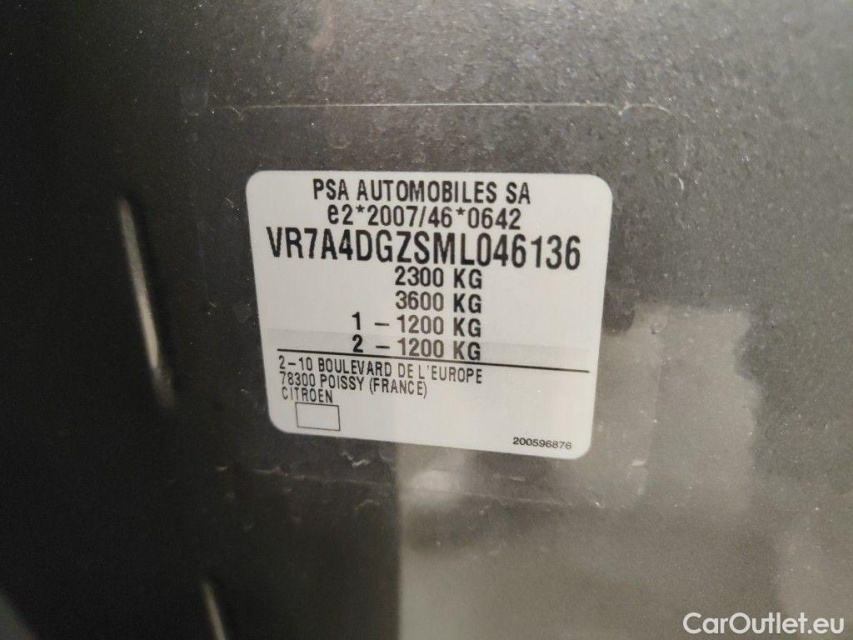 PSA AUTOMOBILES SA
e2*2007/46*0642
VR7A4DGZSML046136
2300 KG
3600 KG
1 - 1200 KG
2 - 1200 KG
2-10 BOULEVARD DE L'EUROPE
78300 POISSY (FRANCE)
CITROEN
200596876
CarOutlet.eu